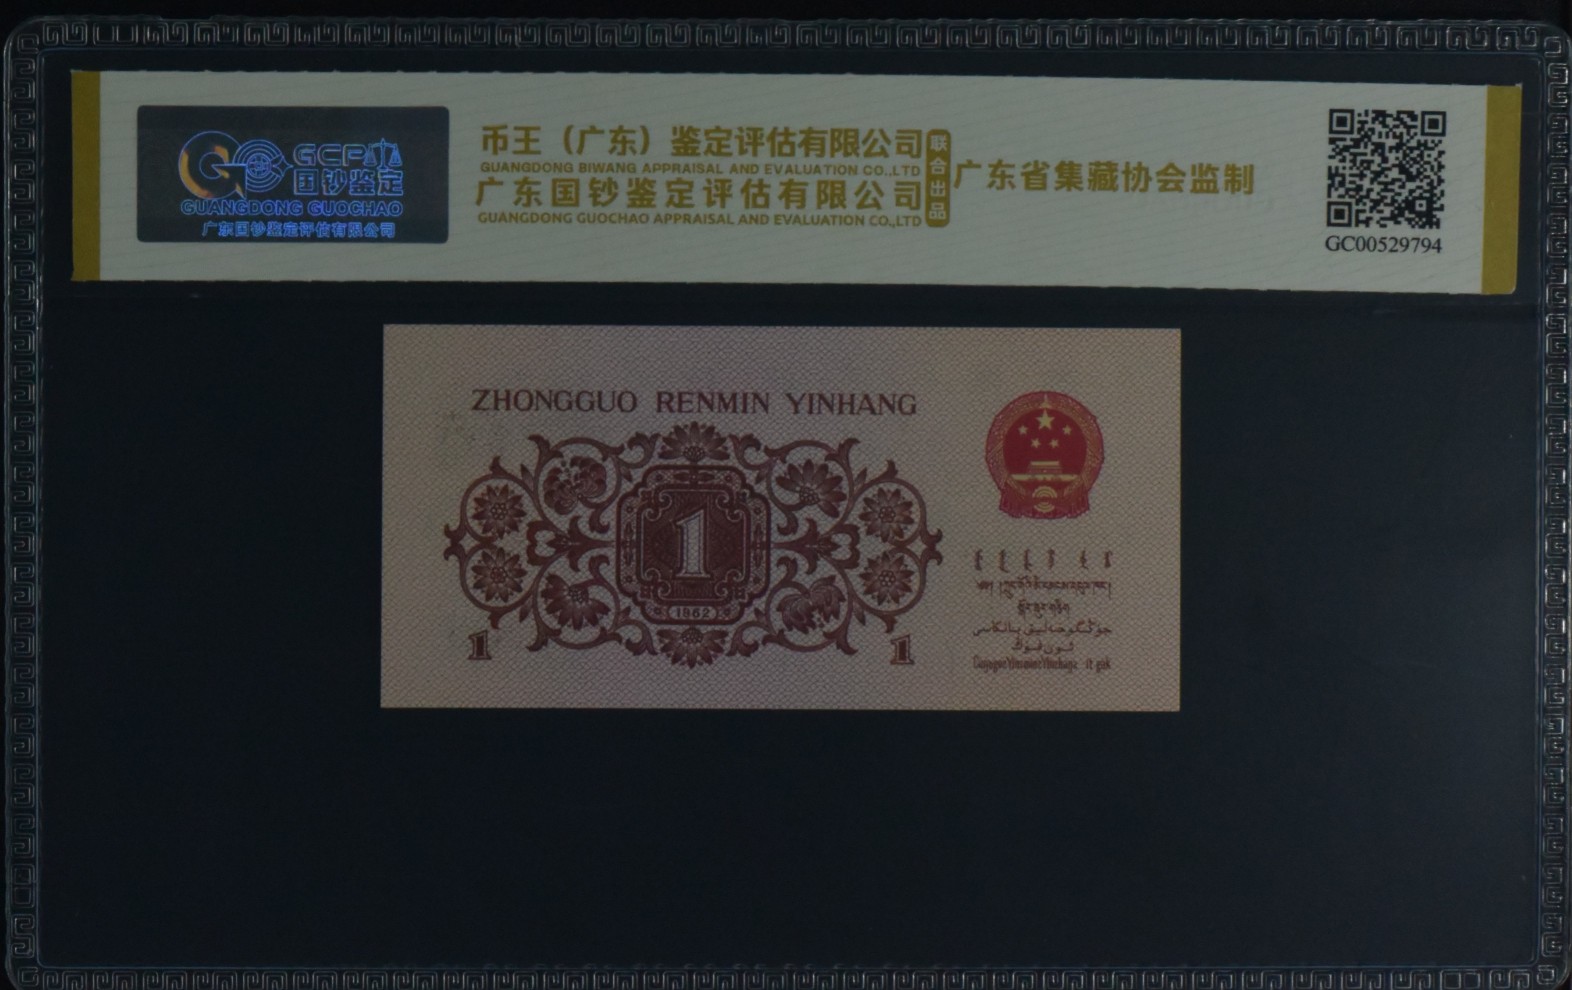 GCP
国钞鉴定
GUANGDONG GUOCHAO
广东国钞鉴定评估有限公司
币王（广东）鉴定评估有限公司
GUANGDONG BIWANG APPRAISAL AND EVALUATION CO.,LTD
广东国钞鉴定评估有限公司
GUANGDONG GUOCHAO APPRAISAL AND EVALUATION CO.,LTD
联合出品
广东省集藏协会监制
GC00529794
ZHONGGUO RENMIN YINHANG
1
1962
1
1